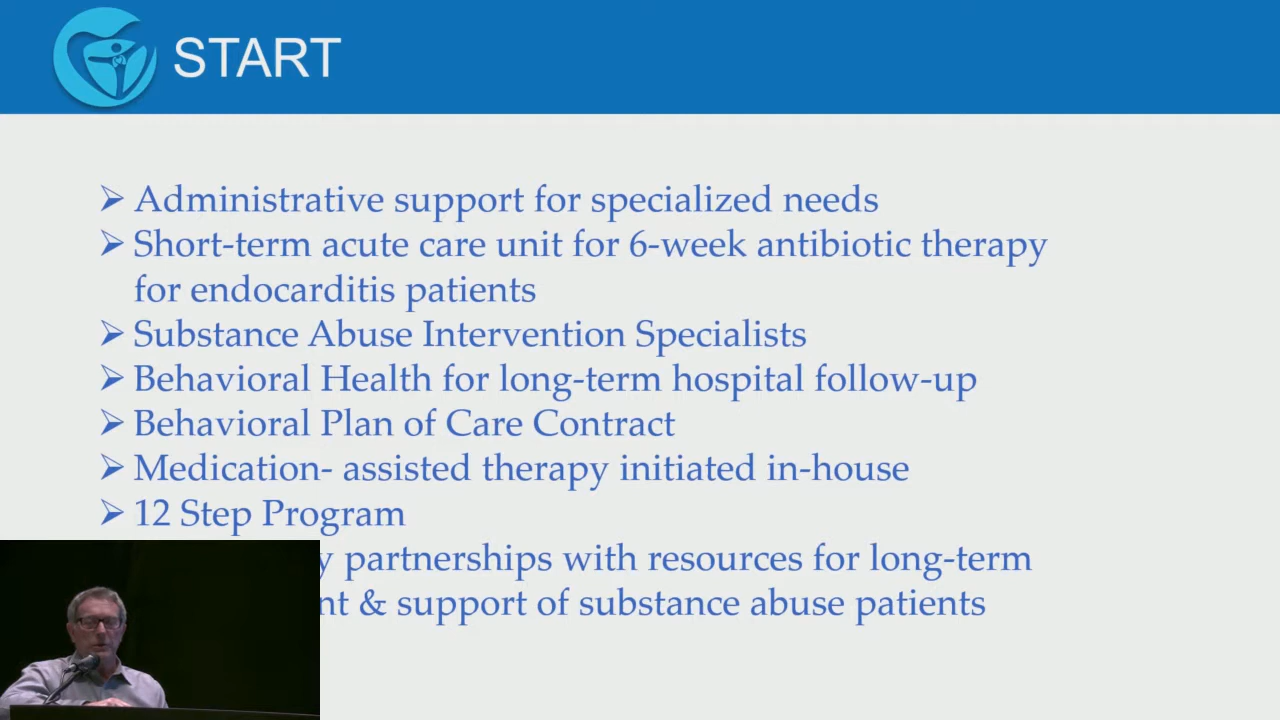 START
➢ Administrative support for specialized needs
➢ Short-term acute care unit for 6-week antibiotic therapy
for endocarditis patients
➢ Substance Abuse Intervention Specialists
➢ Behavioral Health for long-term hospital follow-up
➢ Behavioral Plan of Care Contract
➢ Medication- assisted therapy initiated in-house
➢ 12 Step Program
partnerships with resources for long-term
& support of substance abuse patients